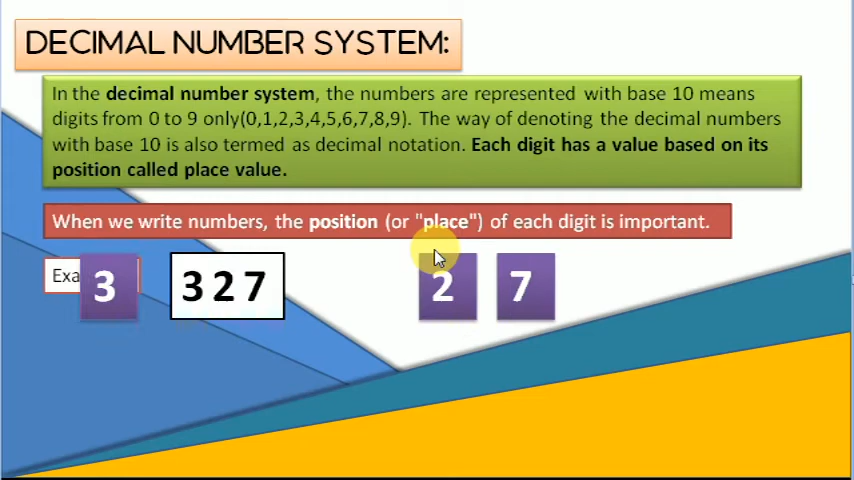 DECIMAL NUMBER SYSTEM:
In the decimal number system, the numbers are represented with base 10 means
digits from 0 to 9 only(0,1,2,3,4,5,6,7,8,9). The way of denoting the decimal numbers
with base 10 is also termed as decimal notation. Each digit has a value based on its
position called place value.
When we write numbers, the position (or "place") of each digit is important.
Exa 3 327 2 7